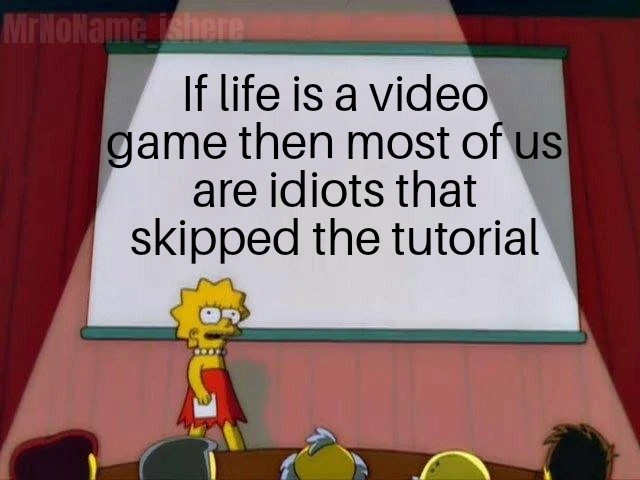 MrNoName_ishere
If life is a video
game then most of us
are idiots that
skipped the tutorial